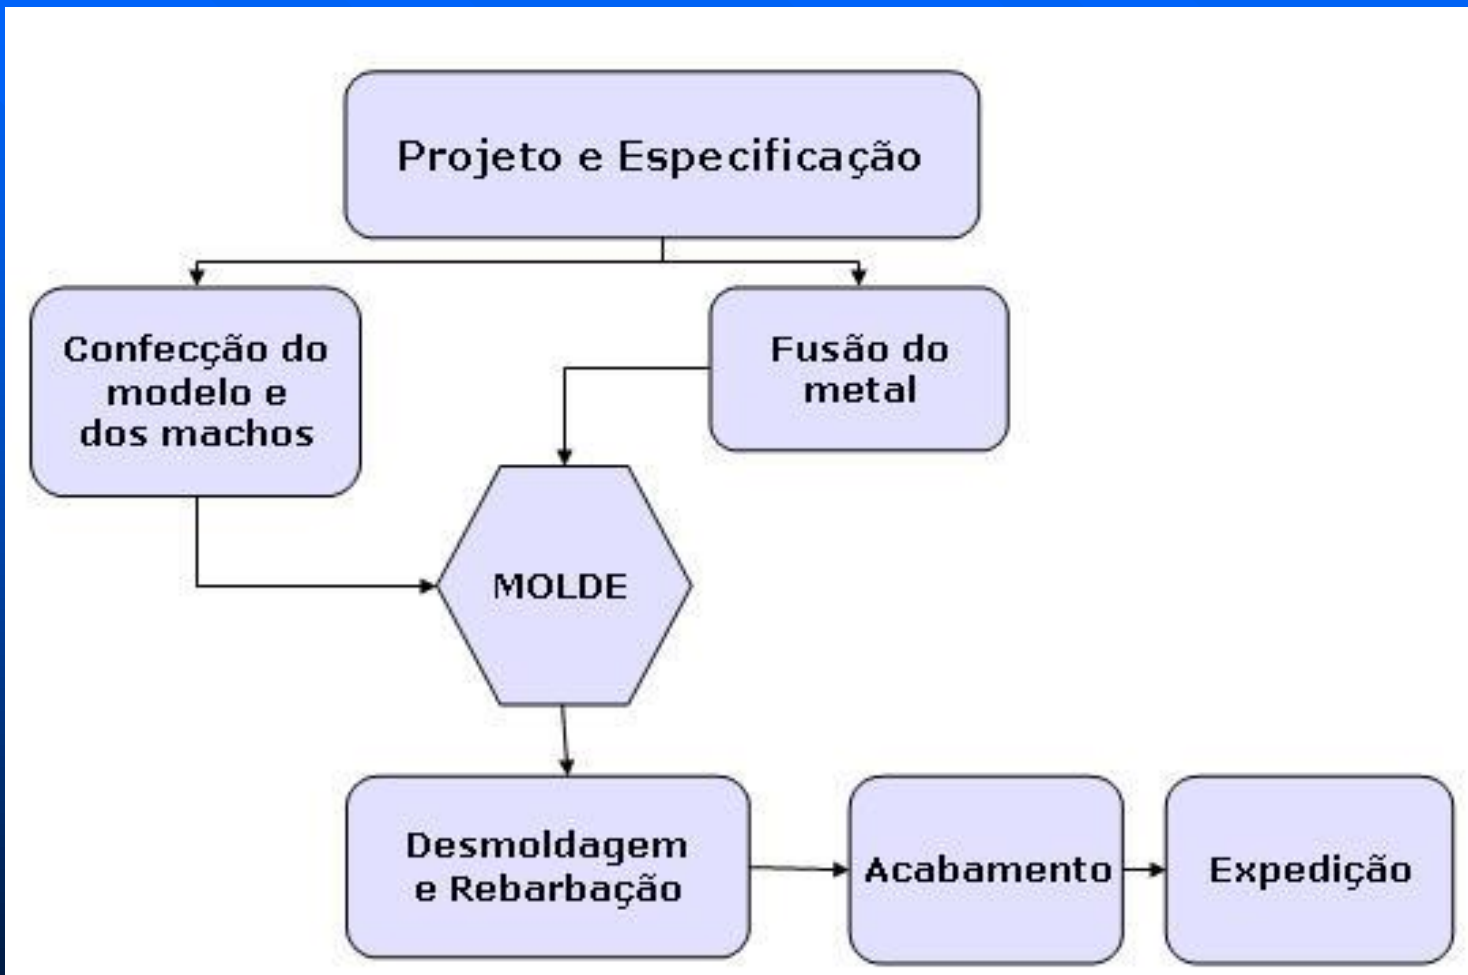 Projeto e Especificação
Confecção do
modelo e
dos machos
Fusão do
metal
MOLDE
Desmoldagem
e Rebarbação
Acabamento
Expedição